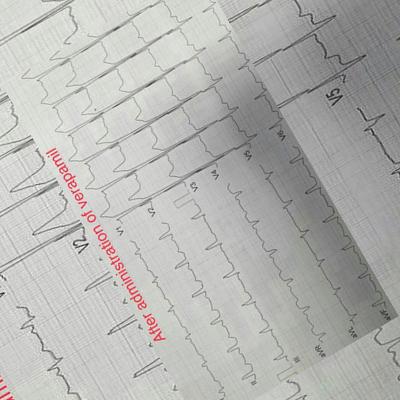 After administration of verapamil
V1
V2
V3
V4
V5
V6
II
III
aVR
aVL
aVF
V2
V5